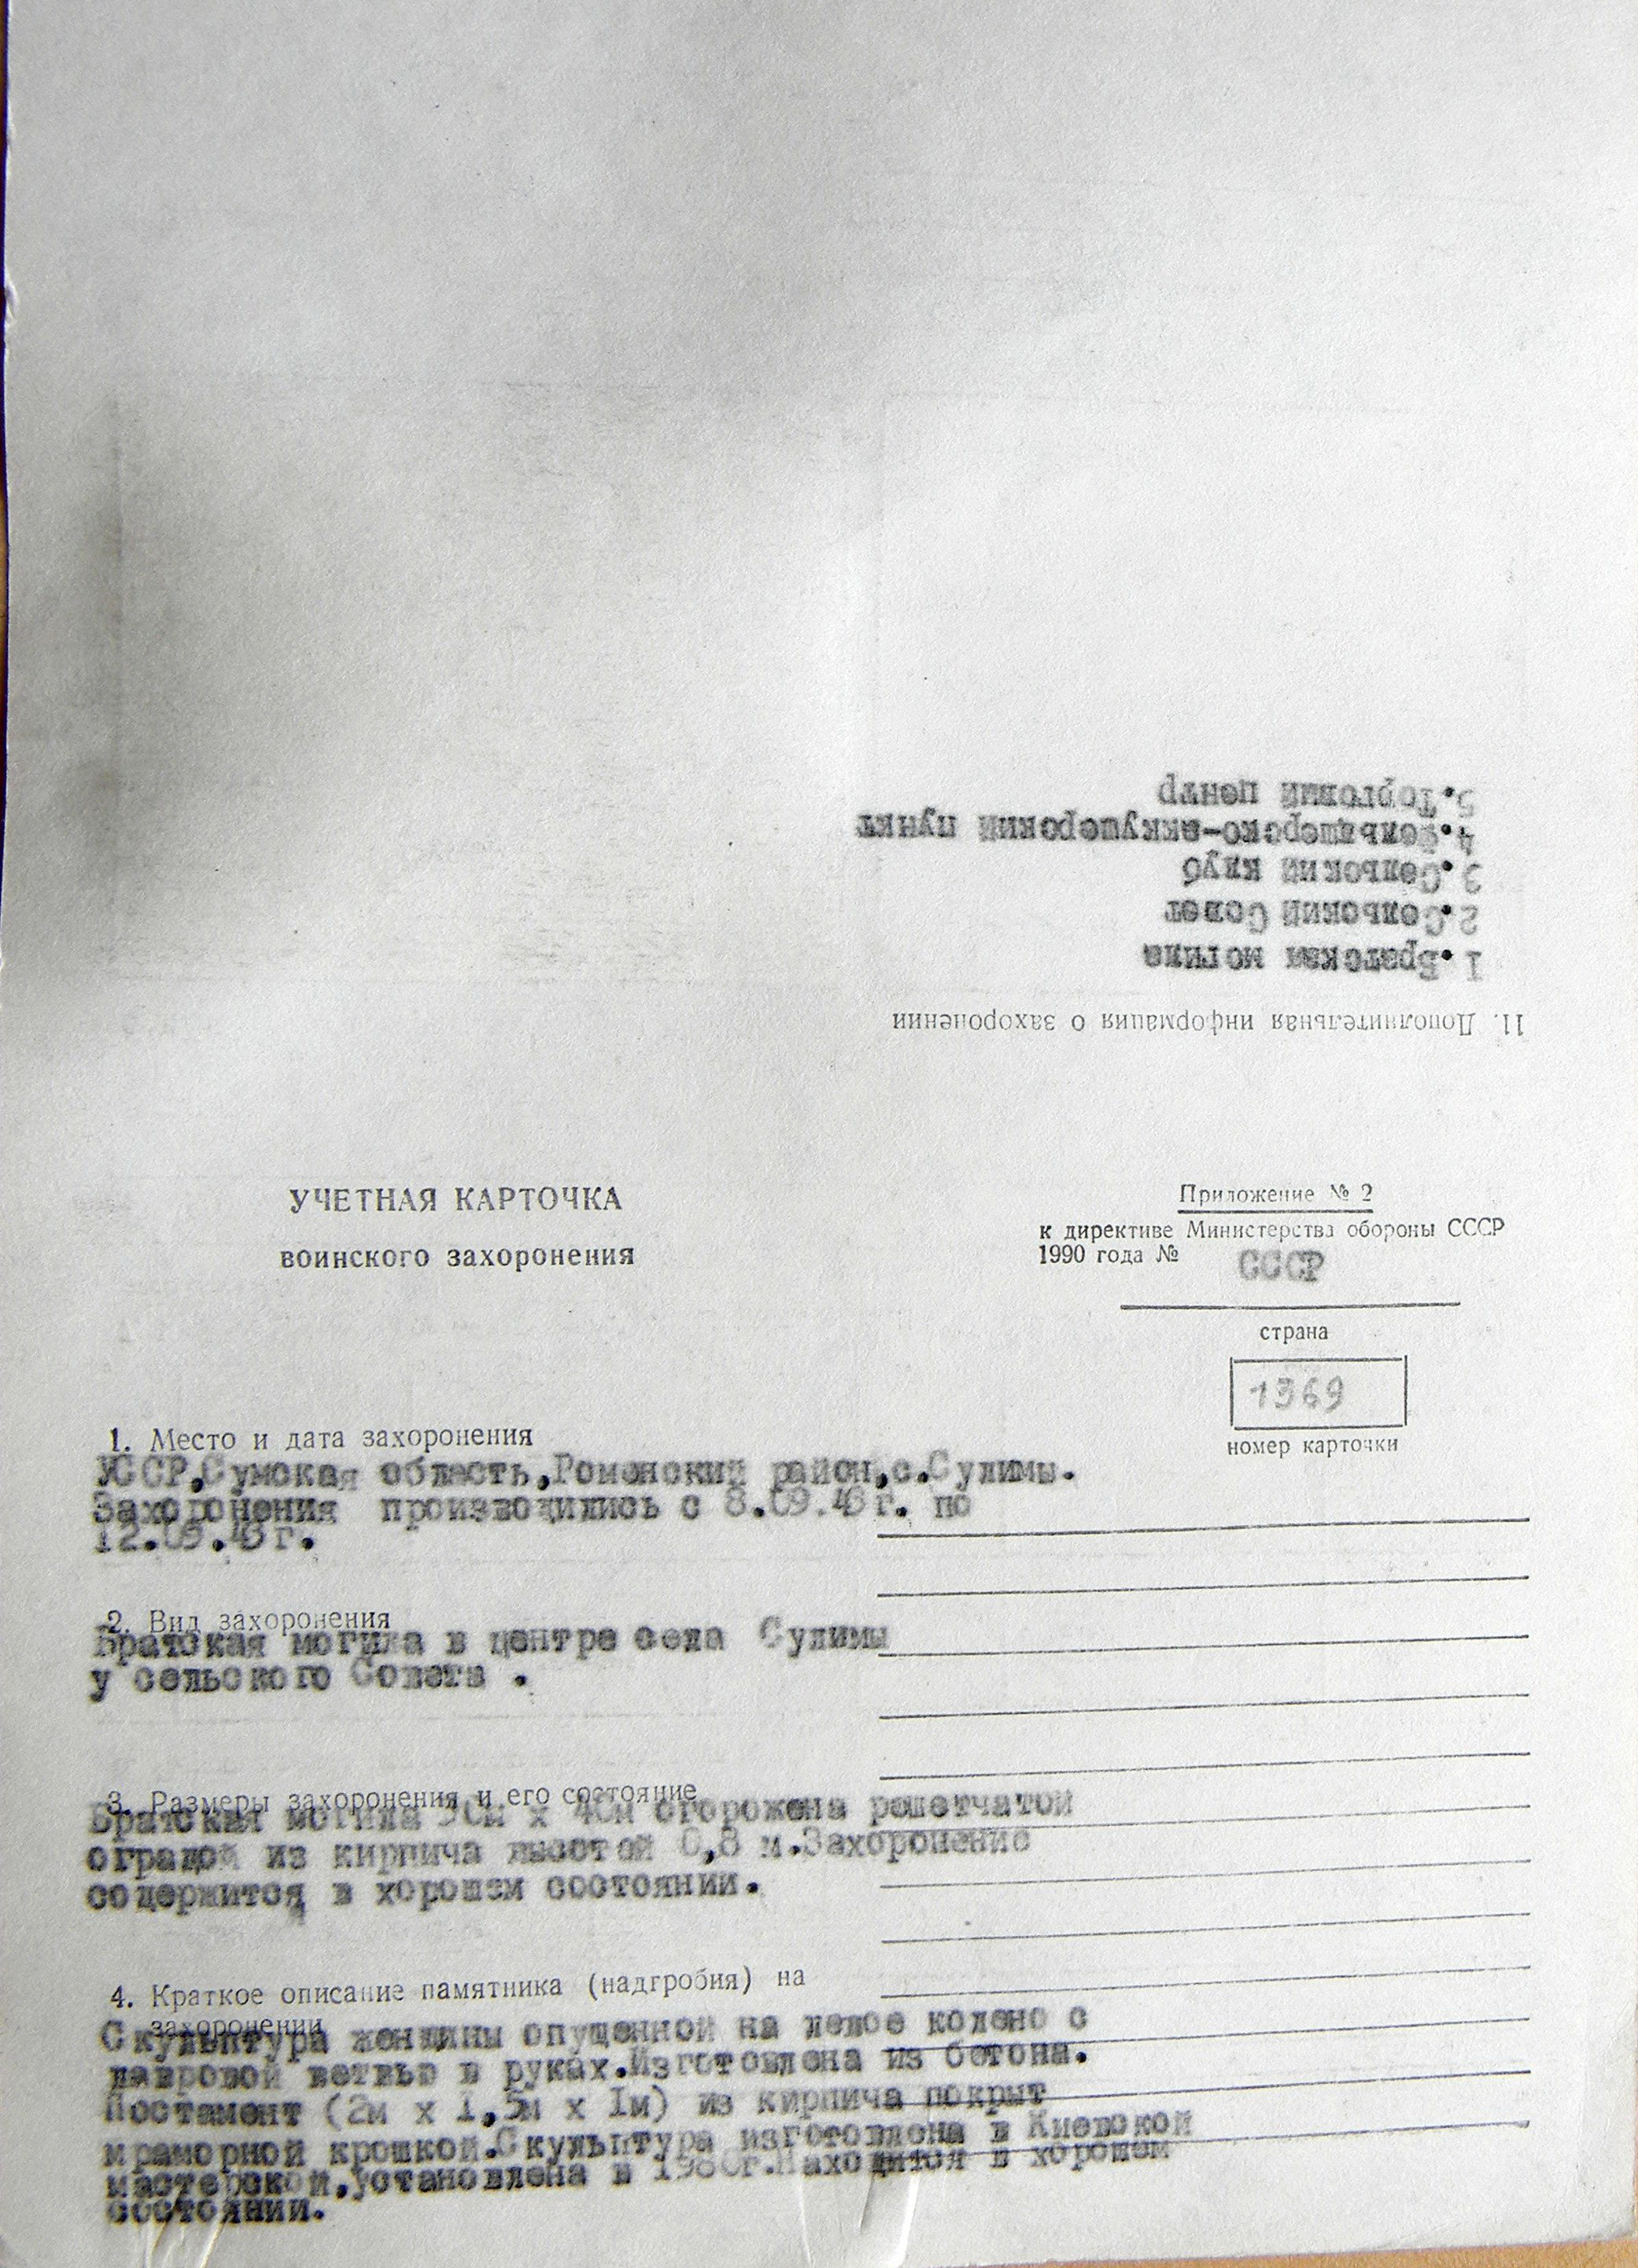 11. Дополнительная информация о захоронении
1.Братская могила
2.Сельский Совет
3.Сельский клуб
4.Фельдшерско-аккушерский пункт
5.Торговий центр
УЧЕТНАЯ КАРТОЧКА
воинского захоронения
Приложение № 2
к директиве Министерства обороны СССР
1990 года №
СССР
страна
1369
номер карточки
1. Место и дата захоронения
УССР,Сумская область,Роменский район,с.Сулимы.
Захоронения производились с 8.09.43г. по
12.09.43г.
2. Вид захоронения
Братская могила в центре села Сулимы
у сельского Совета .
3. Размеры захоронения и его состояние
Братская могила х огорожена решетчатой
оградой из кирпича высотой 0,8 м.Захоронение
содержится в хорошем состоянии.
4. Краткое описание памятника (надгробия) на
захоронении
Скульптура женщины опущенной на левое колено с
лавровой ветвью в руках.Изготовлена из бетона.
Постамент (2м х 1,5м х 1м) из кирпича покрыт
мраморной крошкой.Скульптура изготовлена в Киевской
мастерской,установлена в 1980г.Находится в хорошем
состоянии.